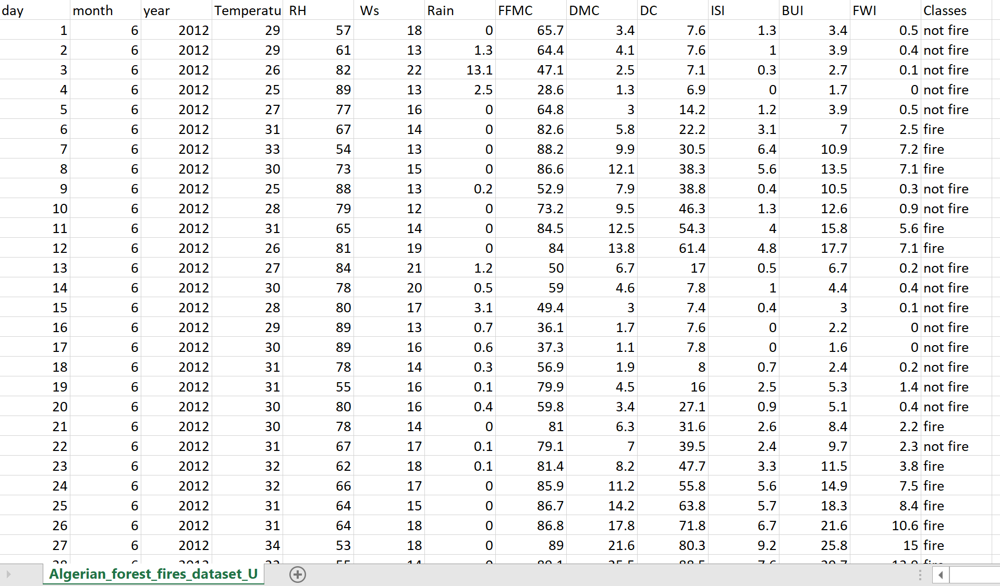 day month year Temperatu RH Ws Rain FFMC DMC DC ISI BUI FWI Classes
1 6 2012 29 57 18 0 65.7 3.4 7.6 1.3 3.4 0.5 not fire
2 6 2012 29 61 13 1.3 64.4 4.1 7.6 1 3.9 0.4 not fire
3 6 2012 26 82 22 13.1 47.1 2.5 7.1 0.3 2.7 0.1 not fire
4 6 2012 25 89 13 2.5 28.6 1.3 6.9 0 1.7 0 not fire
5 6 2012 27 77 16 0 64.8 3 14.2 1.2 3.9 0.5 not fire
6 6 2012 31 67 14 0 82.6 5.8 22.2 3.1 7 2.5 fire
7 6 2012 33 54 13 0 88.2 9.9 30.5 6.4 10.9 7.2 fire
8 6 2012 30 73 15 0 86.6 12.1 38.3 5.6 13.5 7.1 fire
9 6 2012 25 88 13 0.2 52.9 7.9 38.8 0.4 10.5 0.3 not fire
10 6 2012 28 79 12 0 73.2 9.5 46.3 1.3 12.6 0.9 not fire
11 6 2012 31 65 14 0 84.5 12.5 54.3 4 15.8 5.6 fire
12 6 2012 26 81 19 0 84 13.8 61.4 4.8 17.7 7.1 fire
13 6 2012 27 84 21 1.2 50 6.7 17 0.5 6.7 0.2 not fire
14 6 2012 30 78 20 0.5 59 4.6 7.8 1 4.4 0.4 not fire
15 6 2012 28 80 17 3.1 49.4 3 7.4 0.4 3 0.1 not fire
16 6 2012 29 89 13 0.7 36.1 1.7 7.6 0 2.2 0 not fire
17 6 2012 30 89 16 0.6 37.3 1.1 7.8 0 1.6 0 not fire
18 6 2012 31 78 14 0.3 56.9 1.9 8 0.7 2.4 0.2 not fire
19 6 2012 31 55 16 0.1 79.9 4.5 16 2.5 5.3 1.4 not fire
20 6 2012 30 80 16 0.4 59.8 3.4 27.1 0.9 5.1 0.4 not fire
21 6 2012 30 78 14 0 81 6.3 31.6 2.6 8.4 2.2 fire
22 6 2012 31 67 17 0.1 79.1 7 39.5 2.4 9.7 2.3 not fire
23 6 2012 32 62 18 0.1 81.4 8.2 47.7 3.3 11.5 3.8 fire
24 6 2012 32 66 17 0 85.9 11.2 55.8 5.6 14.9 7.5 fire
25 6 2012 31 64 15 0 86.7 14.2 63.8 5.7 18.3 8.4 fire
26 6 2012 31 64 18 0 86.8 17.8 71.8 6.7 21.6 10.6 fire
27 6 2012 34 53 18 0 89 21.6 80.3 9.2 25.8 15 fire
Algerian_forest_fires_dataset_U